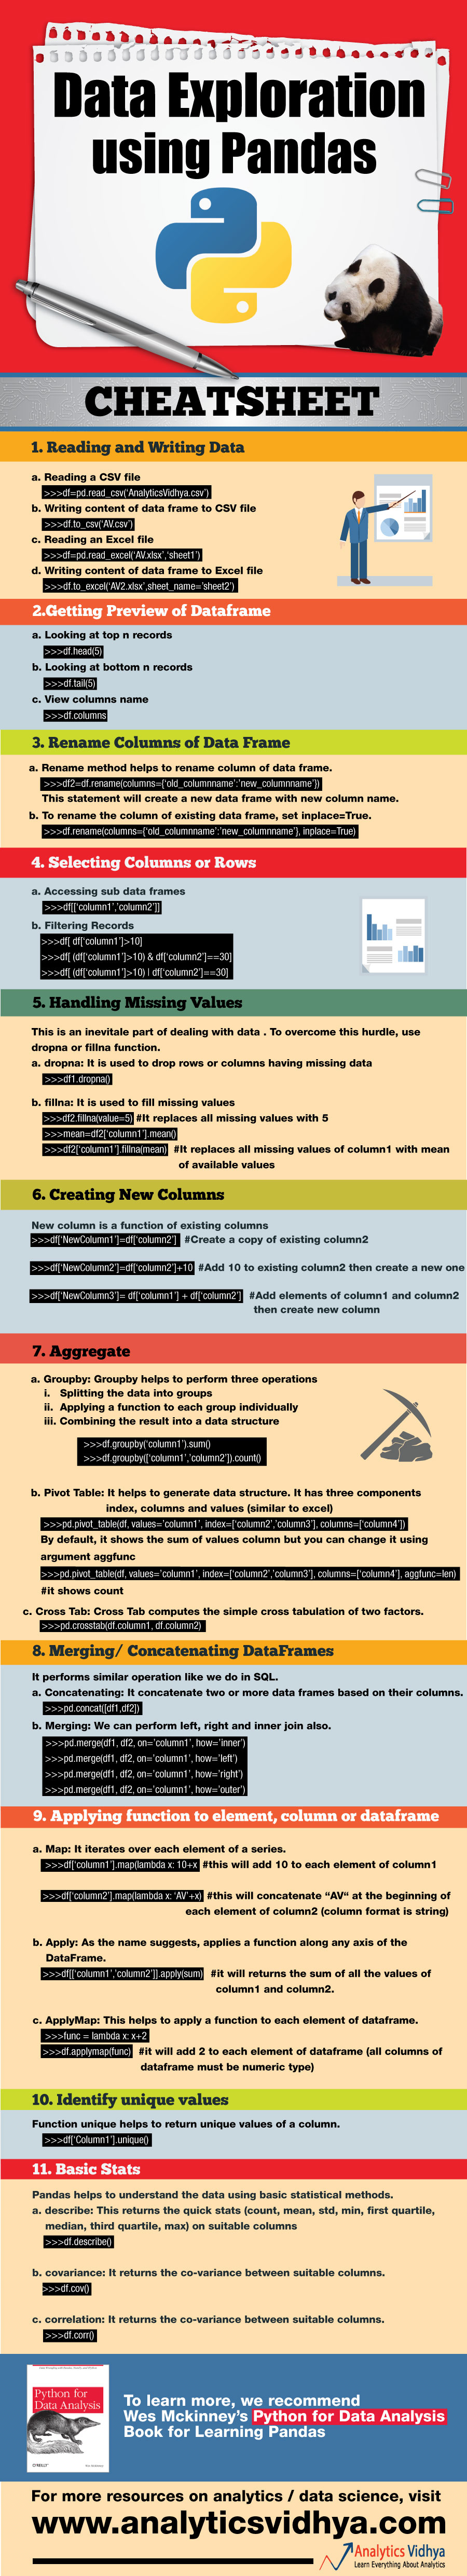 Data Exploration
using Pandas
CHEATSHEET
1. Reading and Writing Data
a. Reading a CSV file
>>>df=pd.read_csv('AnalyticsVidhya.csv')
b. Writing content of data frame to CSV file
>>>df.to_csv('AV.csv')
c. Reading an Excel file
>>>df=pd.read_excel('AV.xlsx','sheet1')
d. Writing content of data frame to Excel file
>>>df.to_excel('AV2.xlsx',sheet_name='sheet2')
2.Getting Preview of Dataframe
a. Looking at top n records
>>>df.head(5)
b. Looking at bottom n records
>>>df.tail(5)
c. View columns name
>>>df.columns
3. Rename Columns of Data Frame
a. Rename method helps to rename column of data frame.
>>>df2=df.rename(columns={'old_columnname':'new_columnname'})
This statement will create a new data frame with new column name.
b. To rename the column of existing data frame, set inplace=True.
>>>df.rename(columns={'old_columnname':'new_columnname'}, inplace=True)
4. Selecting Columns or Rows
a. Accessing sub data frames
>>>df[['column1','column2']]
b. Filtering Records
>>>df[ df['column1']>10]
>>>df[ (df['column1']>10) & df['column2']==30]
>>>df[ (df['column1']>10) | df['column2']==30]
5. Handling Missing Values
This is an inevitale part of dealing with data . To overcome this hurdle, use
dropna or fillna function.
a. dropna: It is used to drop rows or columns having missing data
>>>df1.dropna()
b. fillna: It is used to fill missing values
>>>df2.fillna(value=5) #It replaces all missing values with 5
>>>mean=df2['column1'].mean()
>>>df2['column1'].fillna(mean) #It replaces all missing values of column1 with mean
of available values
6. Creating New Columns
New column is a function of existing columns
>>>df['NewColumn1']=df['column2'] #Create a copy of existing column2
>>>df['NewColumn2']=df['column2']+10 #Add 10 to existing column2 then create a new one
>>>df['NewColumn3']= df['column1'] + df['column2'] #Add elements of column1 and column2
then create new column
7. Aggregate
a. Groupby: Groupby helps to perform three operations
i. Splitting the data into groups
ii. Applying a function to each group individually
iii. Combining the result into a data structure
>>>df.groupby('column1').sum()
>>>df.groupby(['column1','column2']).count()
b. Pivot Table: It helps to generate data structure. It has three components
index, columns and values (similar to excel)
>>>pd.pivot_table(df, values='column1', index=['column2','column3'], columns=['column4'])
By default, it shows the sum of values column but you can change it using
argument aggfunc
>>>pd.pivot_table(df, values='column1', index=['column2','column3'], columns=['column4'], aggfunc=len)
#it shows count
c. Cross Tab: Cross Tab computes the simple cross tabulation of two factors.
>>>pd.crosstab(df.column1, df.column2)
8. Merging/ Concatenating DataFrames
It performs similar operation like we do in SQL.
a. Concatenating: It concatenate two or more data frames based on their columns.
>>>pd.concat([df1,df2])
b. Merging: We can perform left, right and inner join also.
>>>pd.merge(df1, df2, on='column1', how='inner')
>>>pd.merge(df1, df2, on='column1', how='left')
>>>pd.merge(df1, df2, on='column1', how='right')
>>>pd.merge(df1, df2, on='column1', how='outer')
9. Applying function to element, column or dataframe
a. Map: It iterates over each element of a series.
>>>df['column1'].map(lambda x: 10+x #this will add 10 to each element of column1
>>>df['column2'].map(lambda x: 'AV'+x) #this will concatenate “AV“ at the beginning of
each element of column2 (column format is string)
b. Apply: As the name suggests, applies a function along any axis of the
DataFrame.
>>>df[['column1','column2']].apply(sum) #it will returns the sum of all the values of
column1 and column2.
c. ApplyMap: This helps to apply a function to each element of dataframe.
>>>func = lambda x: x+2
>>>df.applymap(func) #it will add 2 to each element of dataframe (all columns of
dataframe must be numeric type)
10. Identify unique values
Function unique helps to return unique values of a column.
>>>df['Column1'].unique()
11. Basic Stats
Pandas helps to understand the data using basic statistical methods.
a. describe: This returns the quick stats (count, mean, std, min, first quartile,
median, third quartile, max) on suitable columns
>>>df.describe()
b. covariance: It returns the co-variance between suitable columns.
>>>df.cov()
c. correlation: It returns the co-variance between suitable columns.
>>>df.corr()
Python for
Data Analysis
O'REILLY
To learn more, we recommend
Wes Mckinney's Python for Data Analysis
Book for Learning Pandas
For more resources on analytics / data science, visit
www.analyticsvidhya.com
Analytics Vidhya
Learn Everything About Analytics